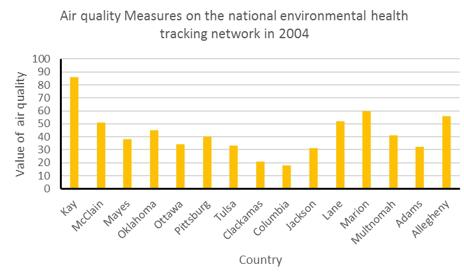 Air quality Measures on the national environmental health
tracking network in 2004
Value of air quality
100
90
80
70
60
50
40
30
20
10
0
Kay
McClain
Mayes
Oklahoma
Ottawa
Pittsburg
Tulsa
Clackamas
Columbia
Jackson
Lane
Marion
Multnomah
Adams
Allegheny
Country